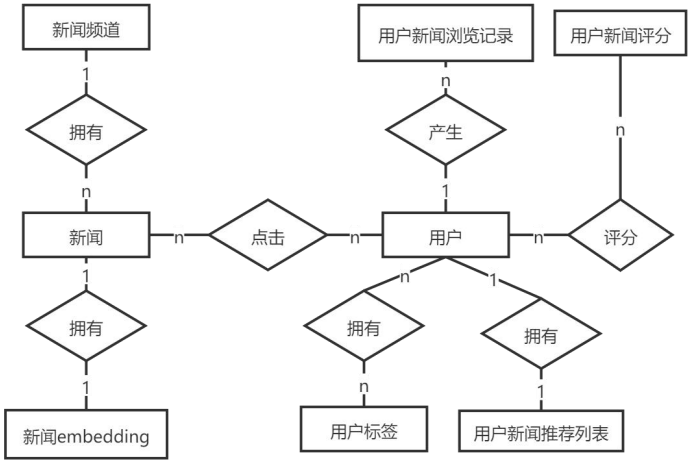 新闻频道
用户新闻浏览记录
用户新闻评分
1
n
拥有
产生
n
n
1
新闻
n
点击
n
用户
n
评分
1
n
1
拥有
拥有
拥有
1
n
1
新闻embedding
用户标签
用户新闻推荐列表